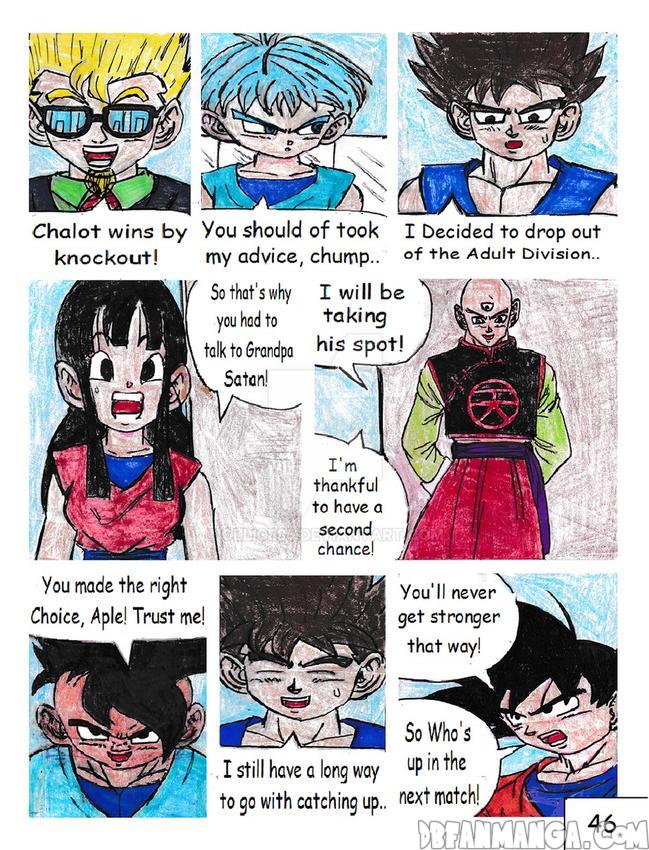 Chalot wins by
knockout!
You should of took
my advice, chump..
I Decided to drop out
of the Adult Division..
So that's why
you had to
talk to Grandpa
Satan!
I will be
taking
his spot!
I'm
thankful
to have a
second
chance!
天
You made the right
Choice, Aple! Trust me!
I still have a long way
to go with catching up..
You'll never
get stronger
that way!
So Who's
up in the
next match!
46
DBFANMANGA.COM